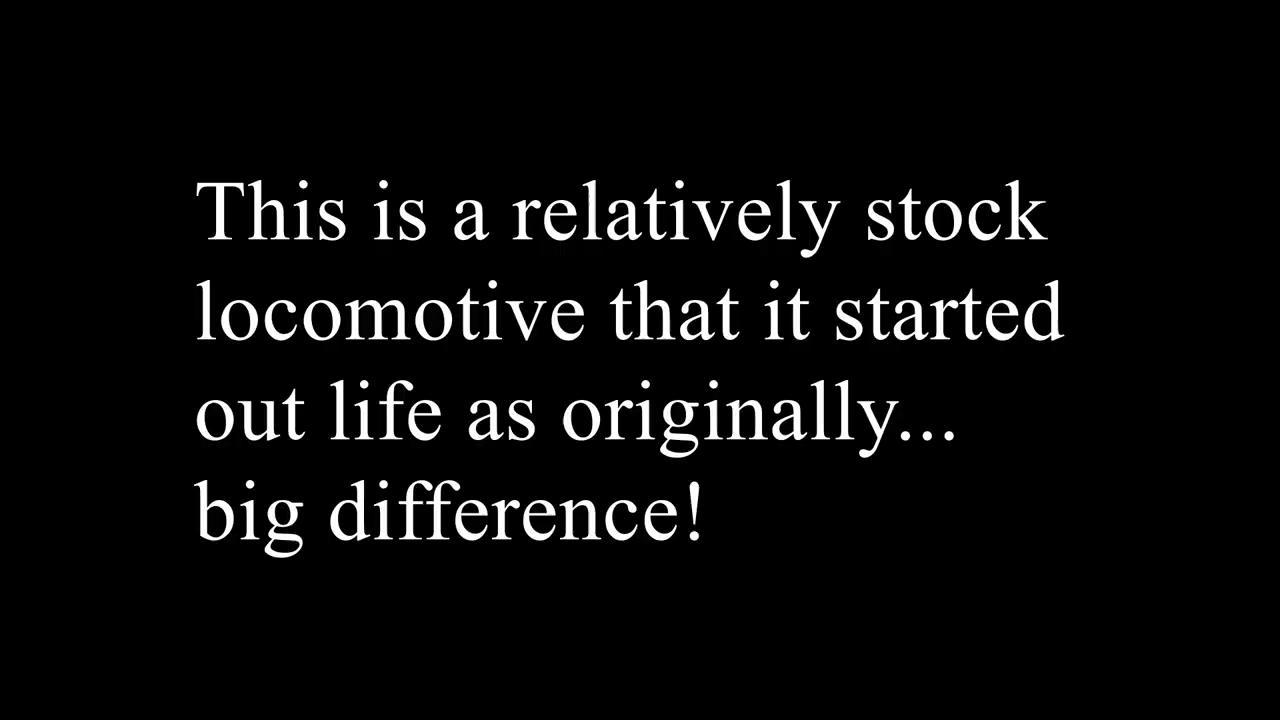 This is a relatively stock
locomotive that it started
out life as originally...
big difference!